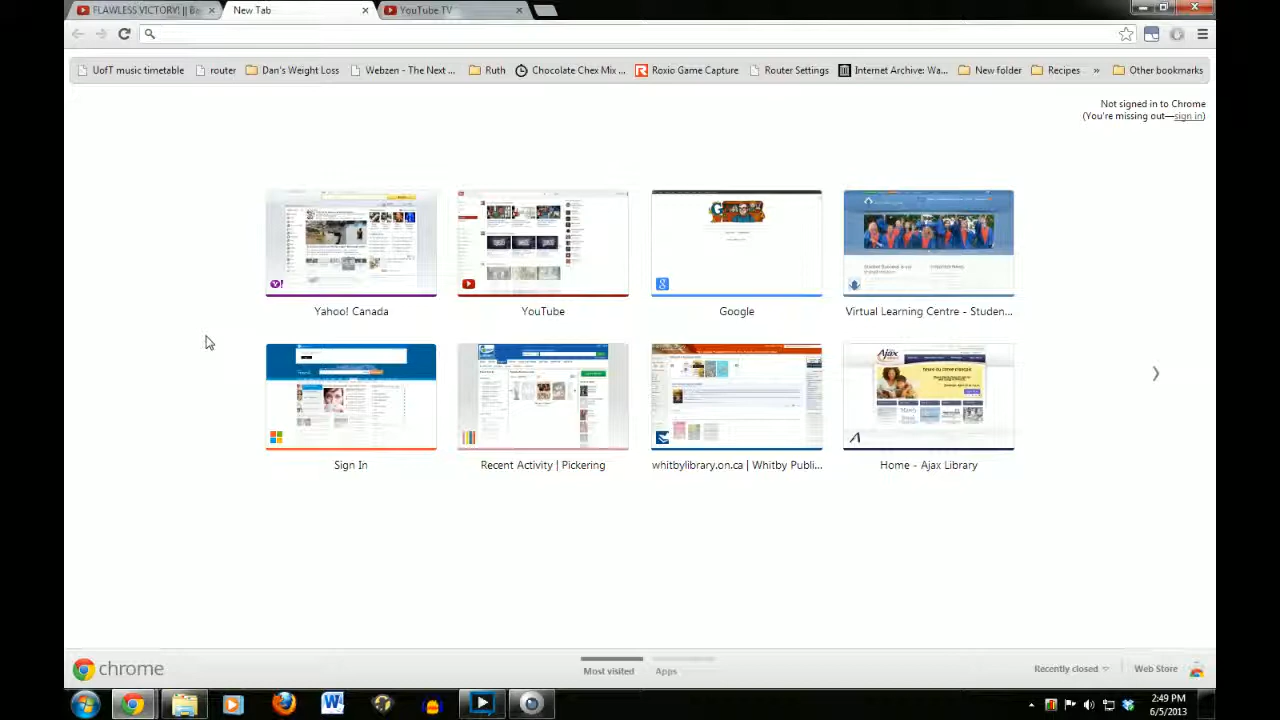 FLAWLESS VICTORY! || Ba
New Tab
YouTube TV
UofT music timetable
router
Dan's Weight Loss
Webzen - The Next ...
Ruth
Chocolate Chex Mix ...
Roxio Game Capture
Router Settings
Internet Archive: Wa...
New folder
Recipes
»
Other bookmarks
Not signed in to Chrome
(You're missing out—sign in)
Yahoo! Canada
YouTube
Google
Virtual Learning Centre - Studen...
Sign In
Recent Activity | Pickering
whitbylibrary.on.ca | Whitby Publi...
Home - Ajax Library
chrome
Most visited
Apps
Recently closed
Web Store
2:49 PM
6/5/2013